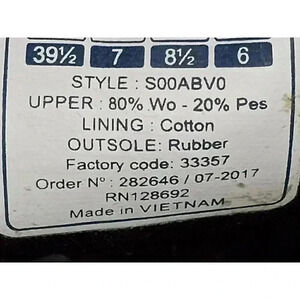 39½ 7 8½ 6
STYLE : S00ABV0
UPPER : 80% Wo - 20% Pes
LINING : Cotton
OUTSOLE: Rubber
Factory code: 33357
Order Nº : 282646 / 07-2017
RN128692
Made in VIETNAM